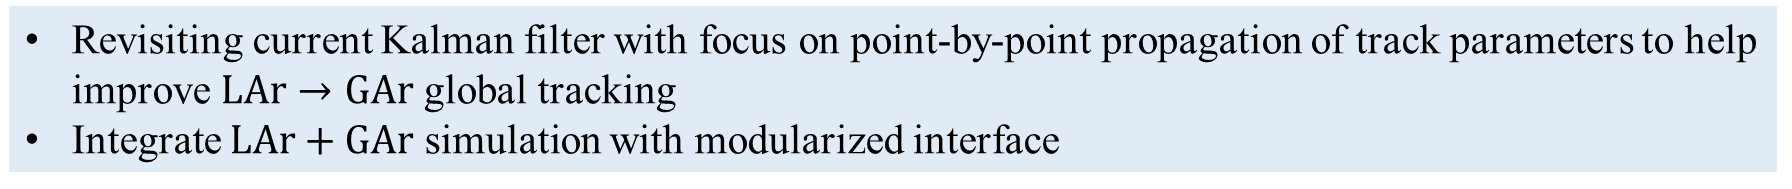 • Revisiting current Kalman filter with focus on point-by-point propagation of track parameters to help
improve LAr → GAr global tracking
• Integrate LAr + GAr simulation with modularized interface